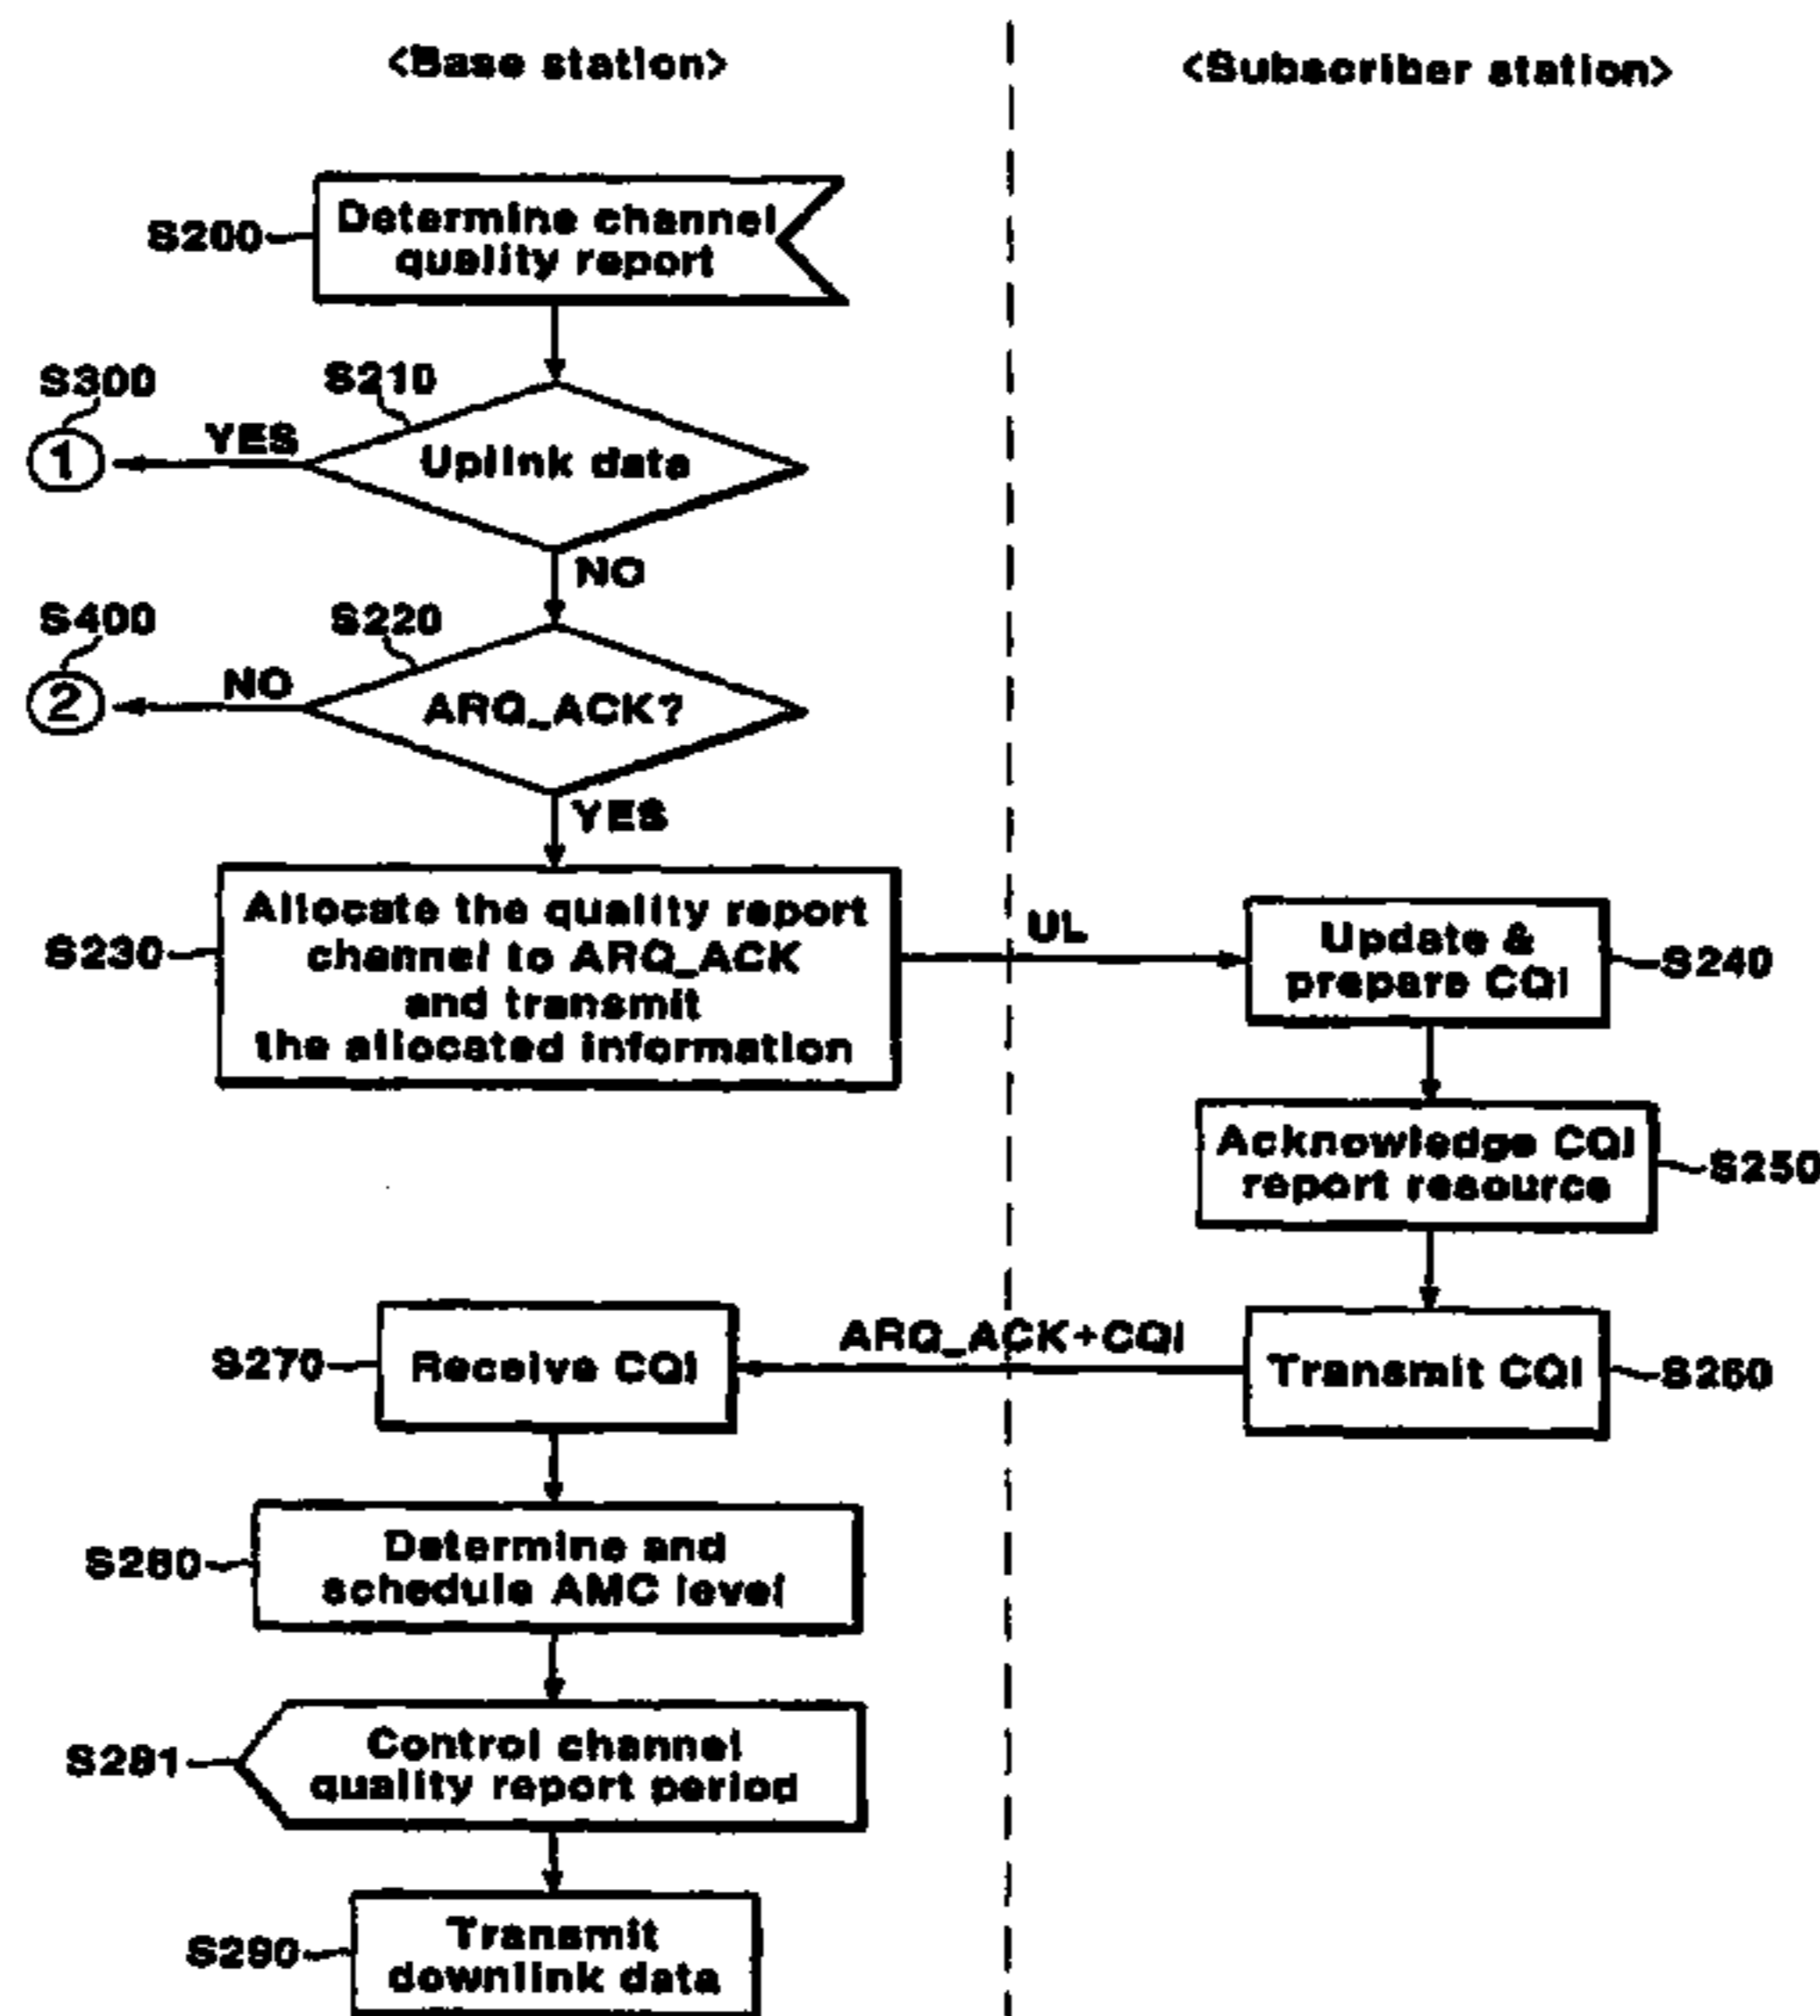 <Base station>
<Subscriber station>
S200
Determine channel
quality report
S300
S210
1
YES
Uplink data
NO
S400
S220
2
NO
ARQ_ACK?
YES
S230
Allocate the quality report
channel to ARQ_ACK
and transmit
the allocated information
UL
Update &
prepare CQI
S240
Acknowledge CQI
report resource
S250
S270
Receive CQI
ARQ_ACK+CQI
Transmit CQI
S260
S280
Determine and
schedule AMC level
S281
Control channel
quality report period
S290
Transmit
downlink data